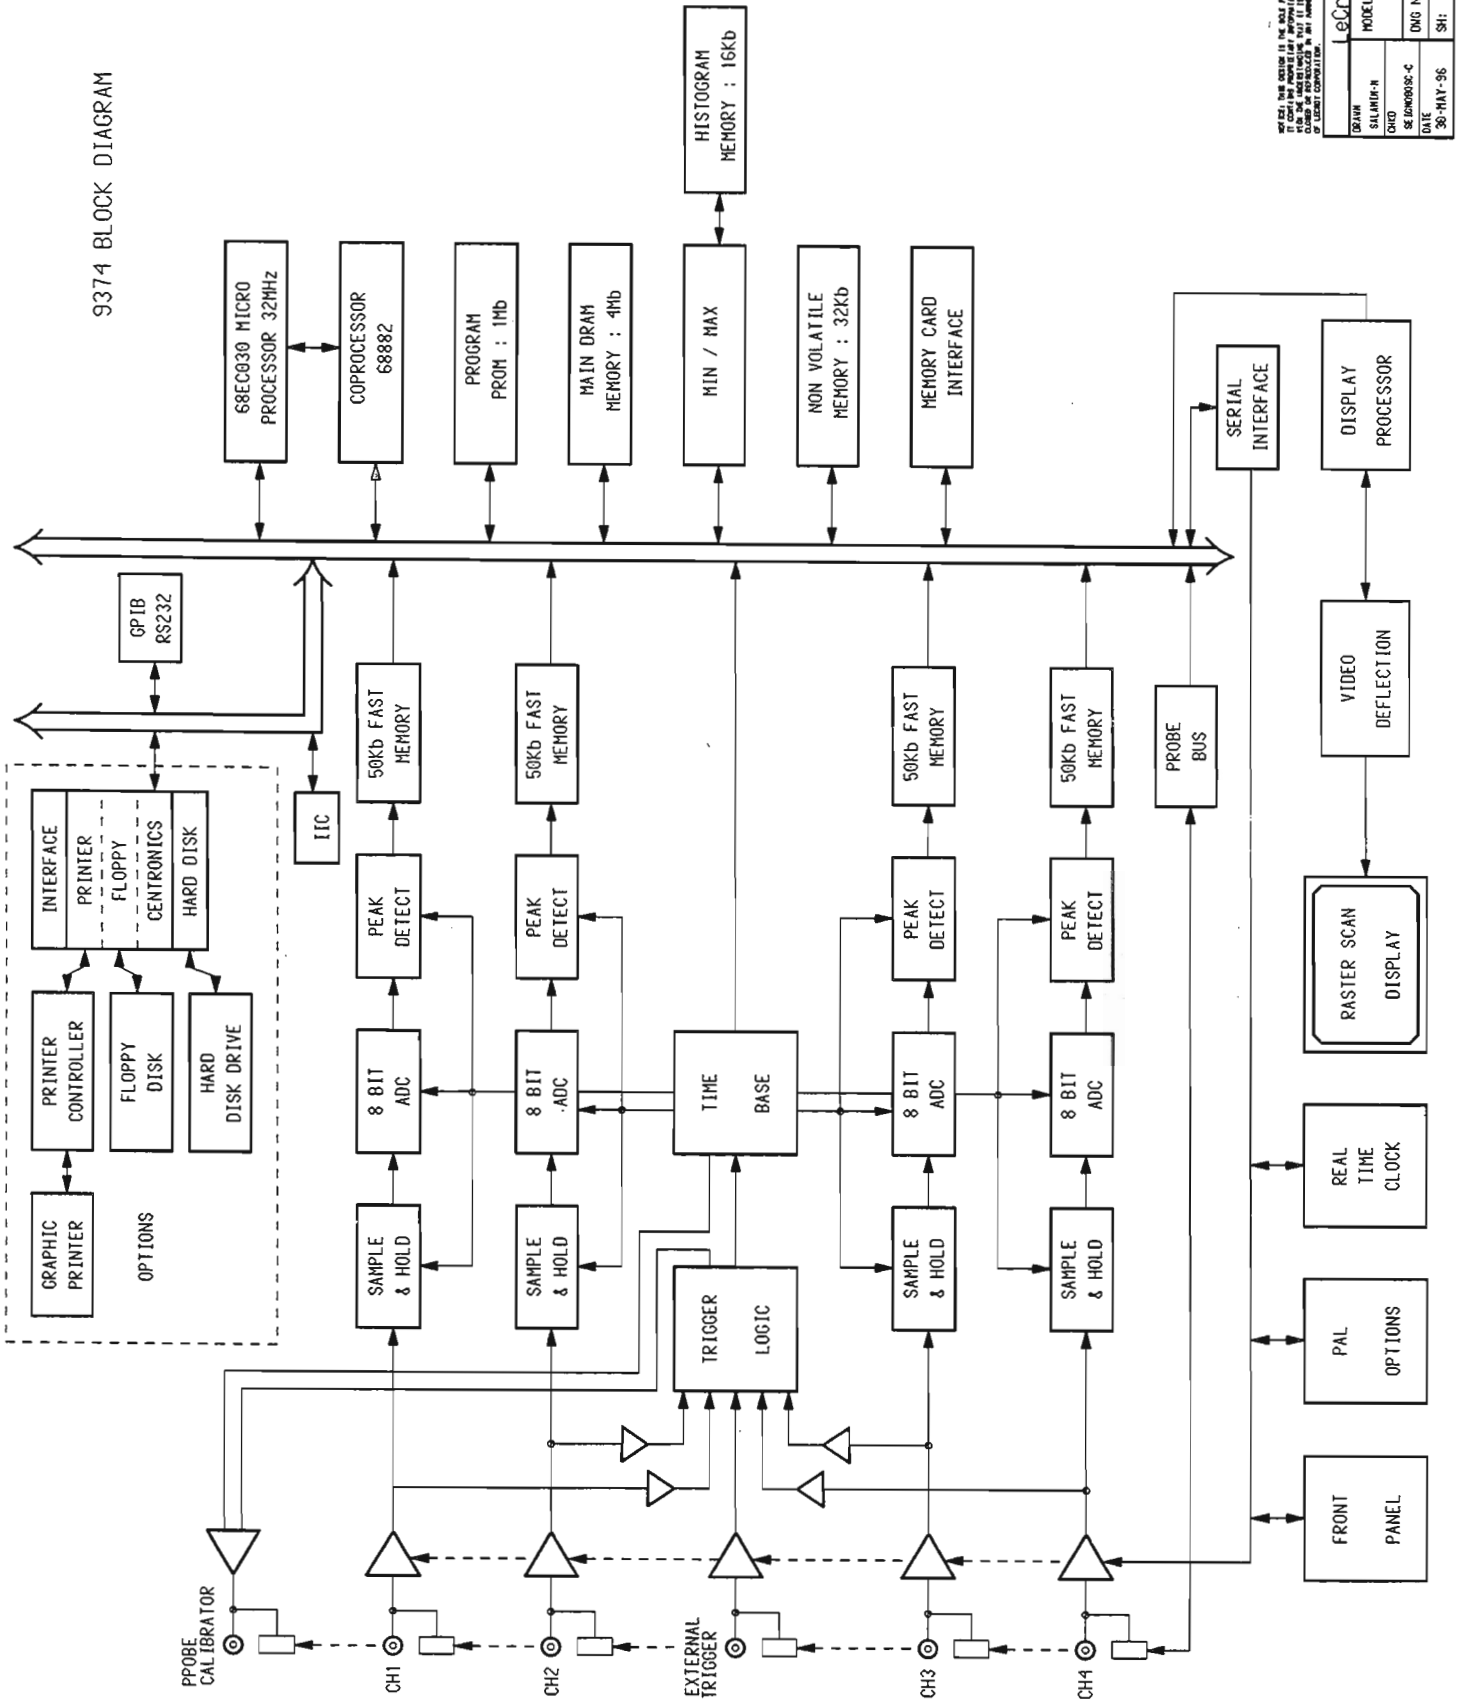 9374 BLOCK DIAGRAM
GRAPHIC
PRINTER
PRINTER
CONTROLLER
FLOPPY
DISK
HARD
DISK DRIVE
INTERFACE
PRINTER
FLOPPY
CENTRONICS
HARD DISK
OPTIONS
GPIB
RS232
IIC
68EC030 MICRO
PROCESSOR 32MHz
COPROCESSOR
68882
PROGRAM
PROM : 1Mb
MAIN DRAM
MEMORY : 4Mb
MIN / MAX
HISTOGRAM
MEMORY : 16Kb
NON VOLATILE
MEMORY : 32Kb
MEMORY CARD
INTERFACE
PPOBE
CALIBRATOR
CH1
SAMPLE
& HOLD
8 BIT
ADC
PEAK
DETECT
50Kb FAST
MEMORY
CH2
SAMPLE
& HOLD
8 BIT
ADC
PEAK
DETECT
50Kb FAST
MEMORY
EXTERNAL
TRIGGER
TRIGGER
LOGIC
TIME
BASE
CH3
SAMPLE
& HOLD
8 BIT
ADC
PEAK
DETECT
50Kb FAST
MEMORY
CH4
SAMPLE
& HOLD
8 BIT
ADC
PEAK
DETECT
50Kb FAST
MEMORY
PROBE
BUS
SERIAL
INTERFACE
FRONT
PANEL
PAL
OPTIONS
REAL
TIME
CLOCK
RASTER SCAN
DISPLAY
VIDEO
DEFLECTION
DISPLAY
PROCESSOR
OF LECROY CORPORATION.
DRAWN
SALAMIN-N
CHKD
DATE
30-MAY-96
MODEL
SH: